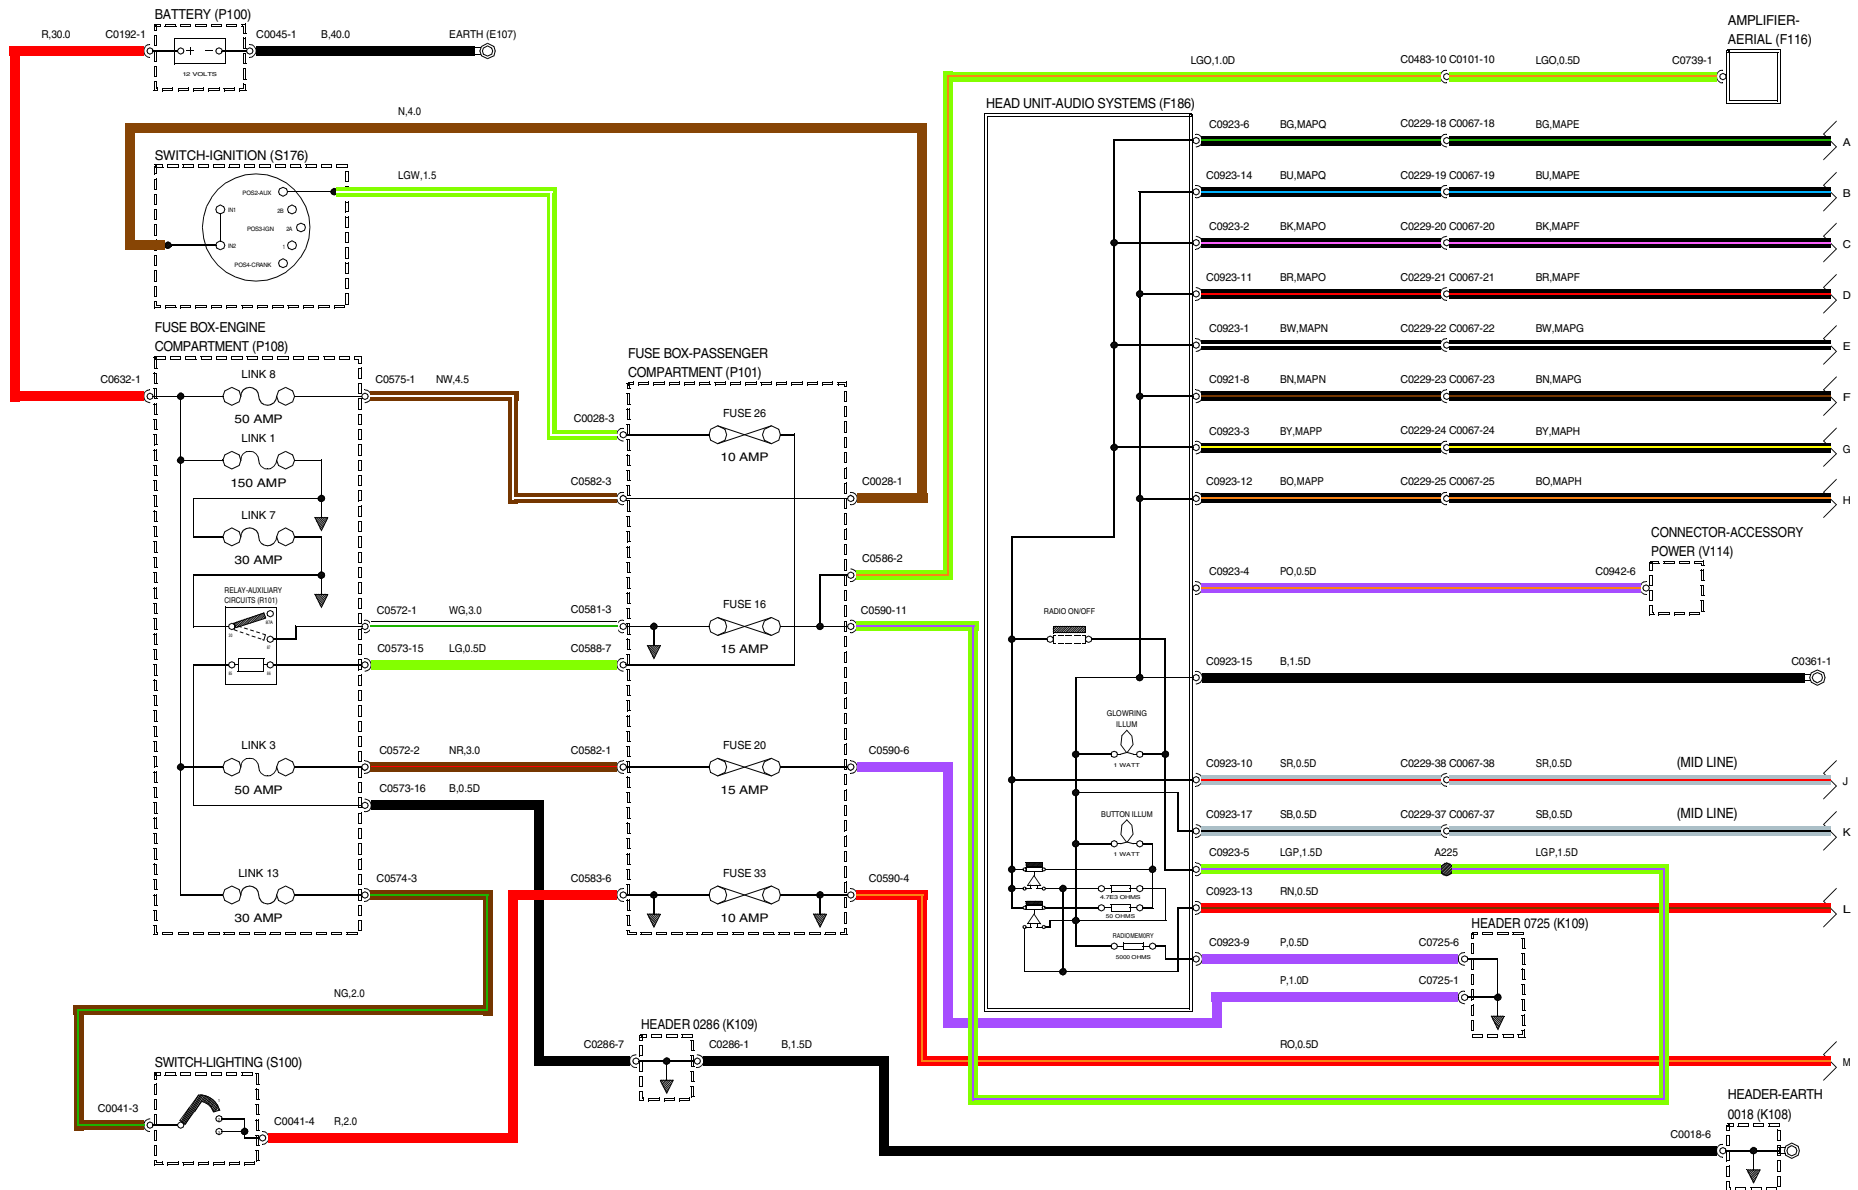 BATTERY (P100)
R,30.0
C0192-1
C0045-1
B,40.0
EARTH (E107)
+ -
12 VOLTS
AMPLIFIER-
AERIAL (F116)
LGO,1.0D
C0483-10 C0101-10
LGO,0.5D
C0739-1
N,4.0
SWITCH-IGNITION (S176)
POS2-AUX
IN1
2B
POS3-IGN
2A
IN2
1
POS4-CRANK
LGW,1.5
HEAD UNIT-AUDIO SYSTEMS (F186)
C0923-6
BG,MAPQ
C0229-18 C0067-18
BG,MAPE
A
C0923-14
BU,MAPQ
C0229-19 C0067-19
BU,MAPE
B
C0923-2
BK,MAPO
C0229-20 C0067-20
BK,MAPF
C
C0923-11
BR,MAPO
C0229-21 C0067-21
BR,MAPF
D
C0923-1
BW,MAPN
C0229-22 C0067-22
BW,MAPG
E
C0921-8
BN,MAPN
C0229-23 C0067-23
BN,MAPG
F
C0923-3
BY,MAPP
C0229-24 C0067-24
BY,MAPH
G
C0923-12
BO,MAPP
C0229-25 C0067-25
BO,MAPH
H
FUSE BOX-ENGINE
COMPARTMENT (P108)
C0632-1
LINK 8
50 AMP
C0575-1
NW,4.5
LINK 1
150 AMP
LINK 7
30 AMP
RELAY-AUXILIARY
CIRCUITS (R101)
87A
87
C0572-1
WG,3.0
C0581-3
C0573-15
LG,0.5D
C0588-7
LINK 3
50 AMP
C0572-2
NR,3.0
C0582-1
C0573-16
B,0.5D
LINK 13
30 AMP
C0574-3
C0583-6
FUSE BOX-PASSENGER
COMPARTMENT (P101)
C0028-3
FUSE 26
10 AMP
C0582-3
C0028-1
C0586-2
FUSE 16
15 AMP
C0590-11
FUSE 20
15 AMP
C0590-6
FUSE 33
10 AMP
C0590-4
CONNECTOR-ACCESSORY
POWER (V114)
C0923-4
PO,0.5D
C0942-6
RADIO ON/OFF
C0923-15
B,1.5D
C0361-1
GLOWRING
ILLUM
1 WATT
C0923-10
SR,0.5D
C0229-38 C0067-38
SR,0.5D
(MID LINE)
J
BUTTON ILLUM
1 WATT
C0923-17
SB,0.5D
C0229-37 C0067-37
SB,0.5D
(MID LINE)
K
C0923-5
LGP,1.5D
A225
LGP,1.5D
4.7E3 OHMS
50 OHMS
C0923-13
RN,0.5D
L
RADIOMEMORY
5000 OHMS
C0923-9
P,0.5D
C0725-6
HEADER 0725 (K109)
P,1.0D
C0725-1
NG,2.0
SWITCH-LIGHTING (S100)
C0041-3
C0041-4
R,2.0
HEADER 0286 (K109)
C0286-7
C0286-1
B,1.5D
RO,0.5D
M
HEADER-EARTH
0018 (K108)
C0018-6